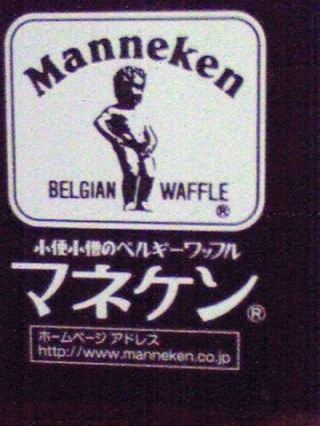 Manneken
BELGIAN WAFFLE
®
小便小僧のベルギーワッフル
マネケン®
ホームページ アドレス
http://www.manneken.co.jp